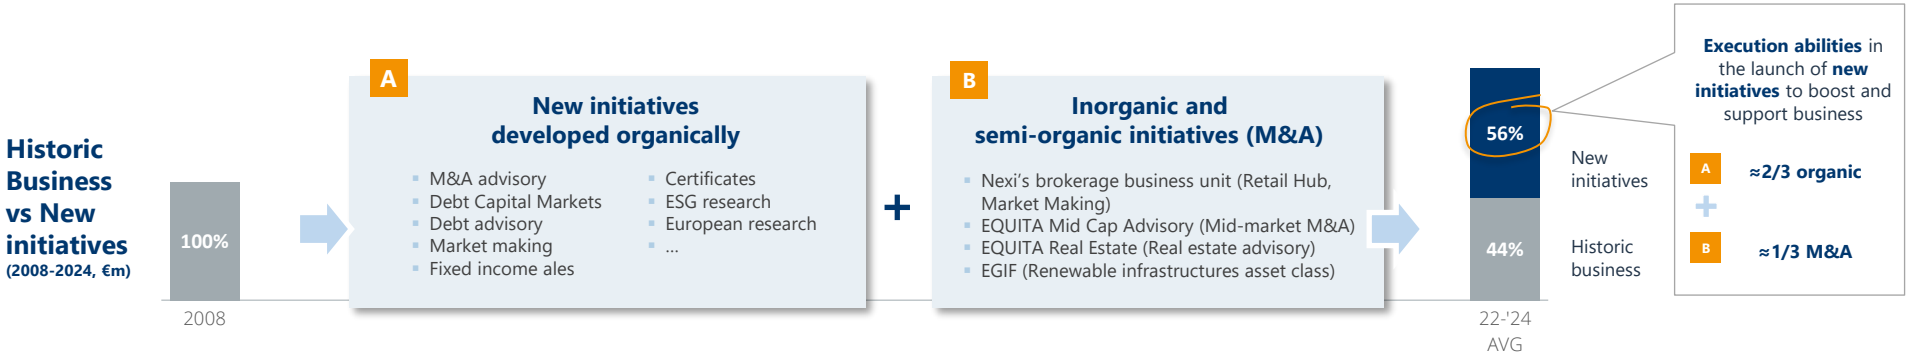 Historic
Business
vs New
initiatives
(2008-2024, €m)
100%
2008
A
New initiatives
developed organically
M&A advisory
Debt Capital Markets
Debt advisory
Market making
Fixed income ales
Certificates
ESG research
European research
...
+
B
Inorganic and
semi-organic initiatives (M&A)
Nexi’s brokerage business unit (Retail Hub,
Market Making)
EQUITA Mid Cap Advisory (Mid-market M&A)
EQUITA Real Estate (Real estate advisory)
EGIF (Renewable infrastructures asset class)
56%
44%
22-'24
AVG
New
initiatives
Historic
business
Execution abilities in
the launch of new
initiatives to boost and
support business
A ≈2/3 organic
+
B ≈1/3 M&A